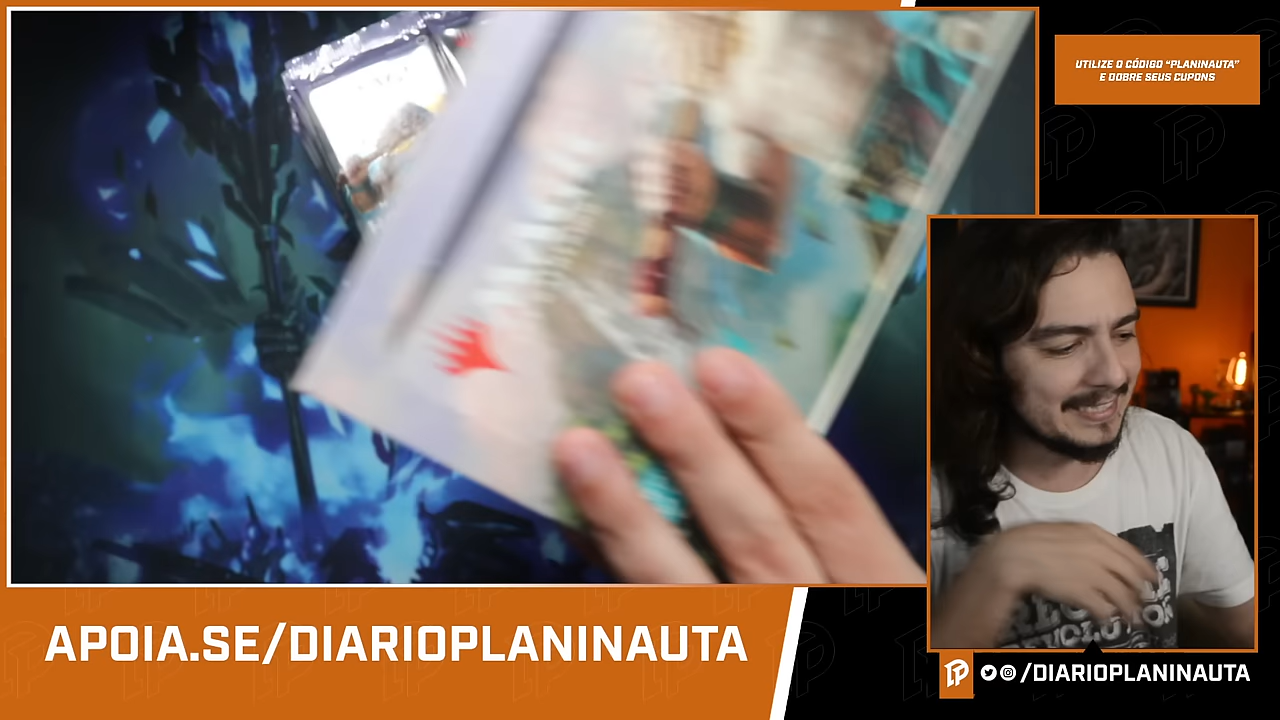 UTILIZE O CÓDIGO “PLANINAUTA”
E DOBRE SEUS CUPONS
APOIA.SE/DIARIOPLANINAUTA
/DIARIOPLANINAUTA